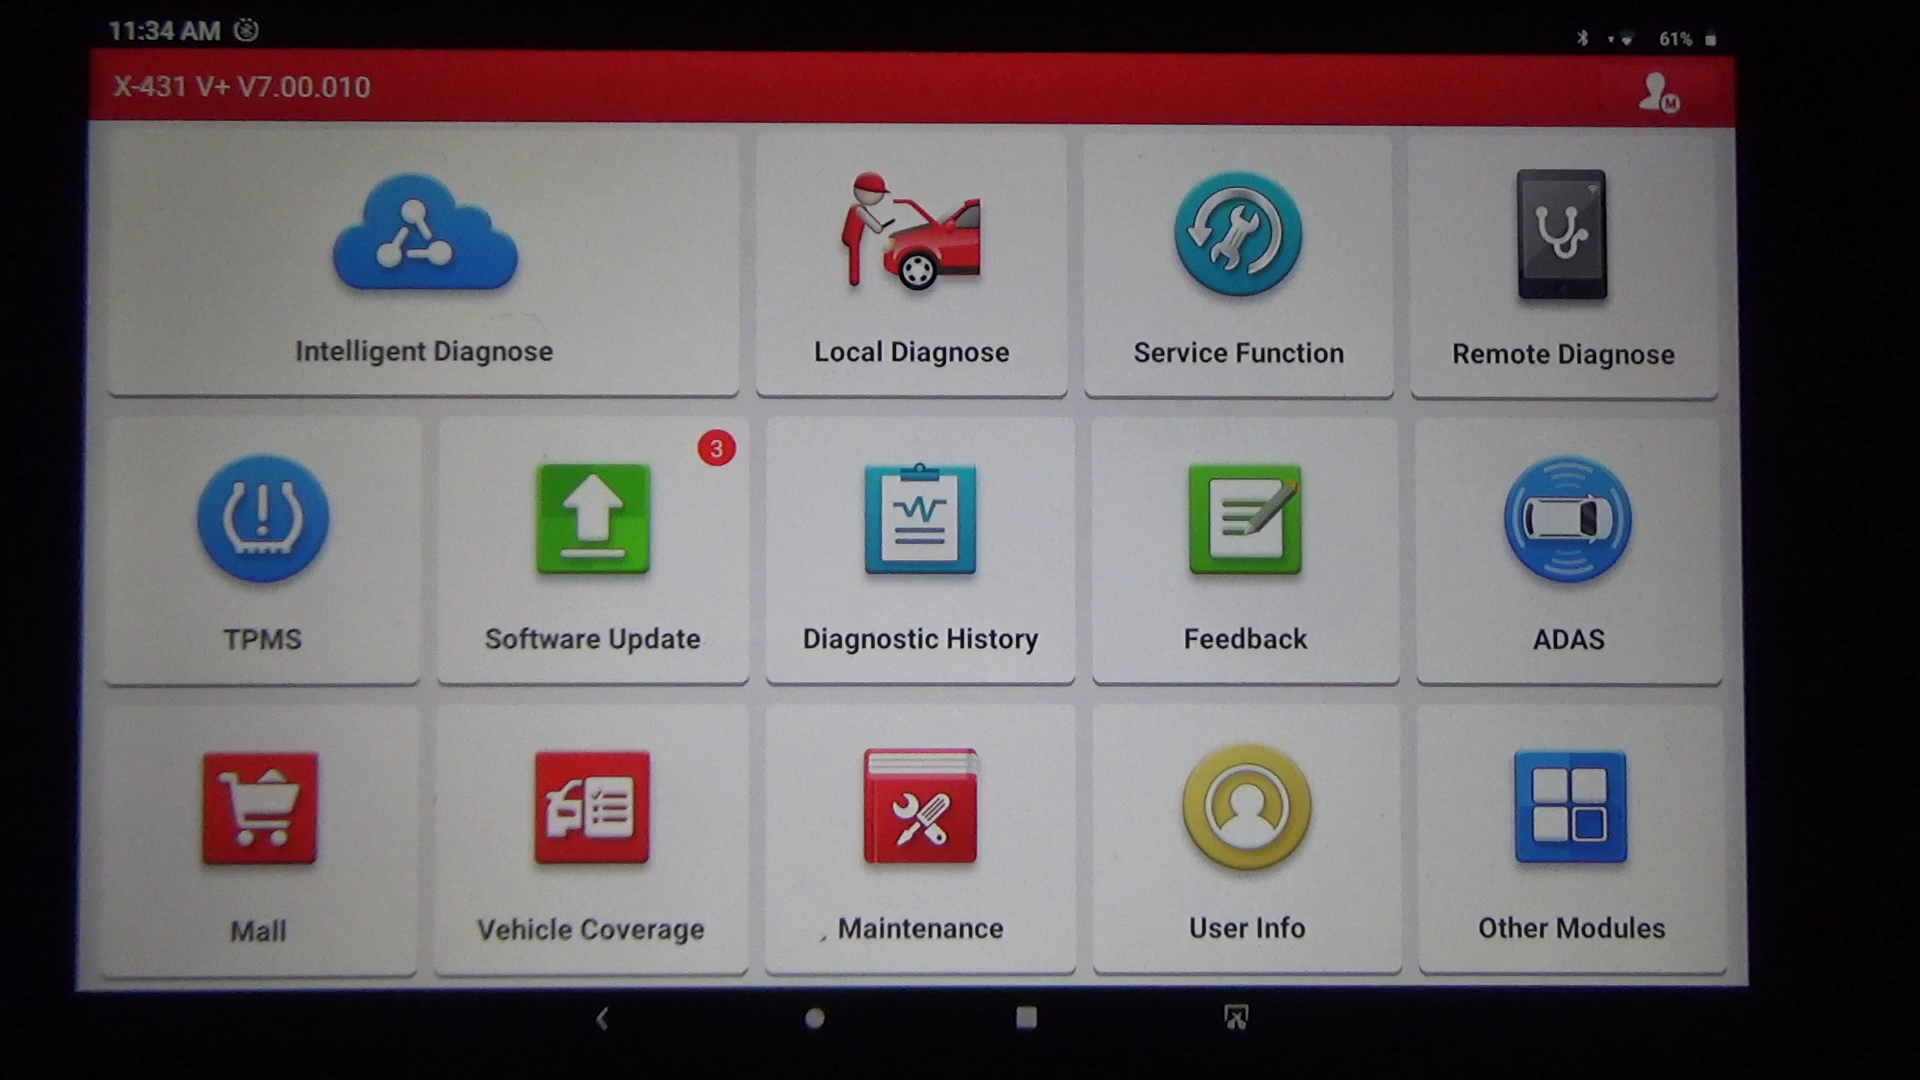 11:34 AM
61%
X-431 V+ V7.00.010
M
Intelligent Diagnose
Local Diagnose
Service Function
Remote Diagnose
3
TPMS
Software Update
Diagnostic History
Feedback
ADAS
Mall
Vehicle Coverage
Maintenance
User Info
Other Modules